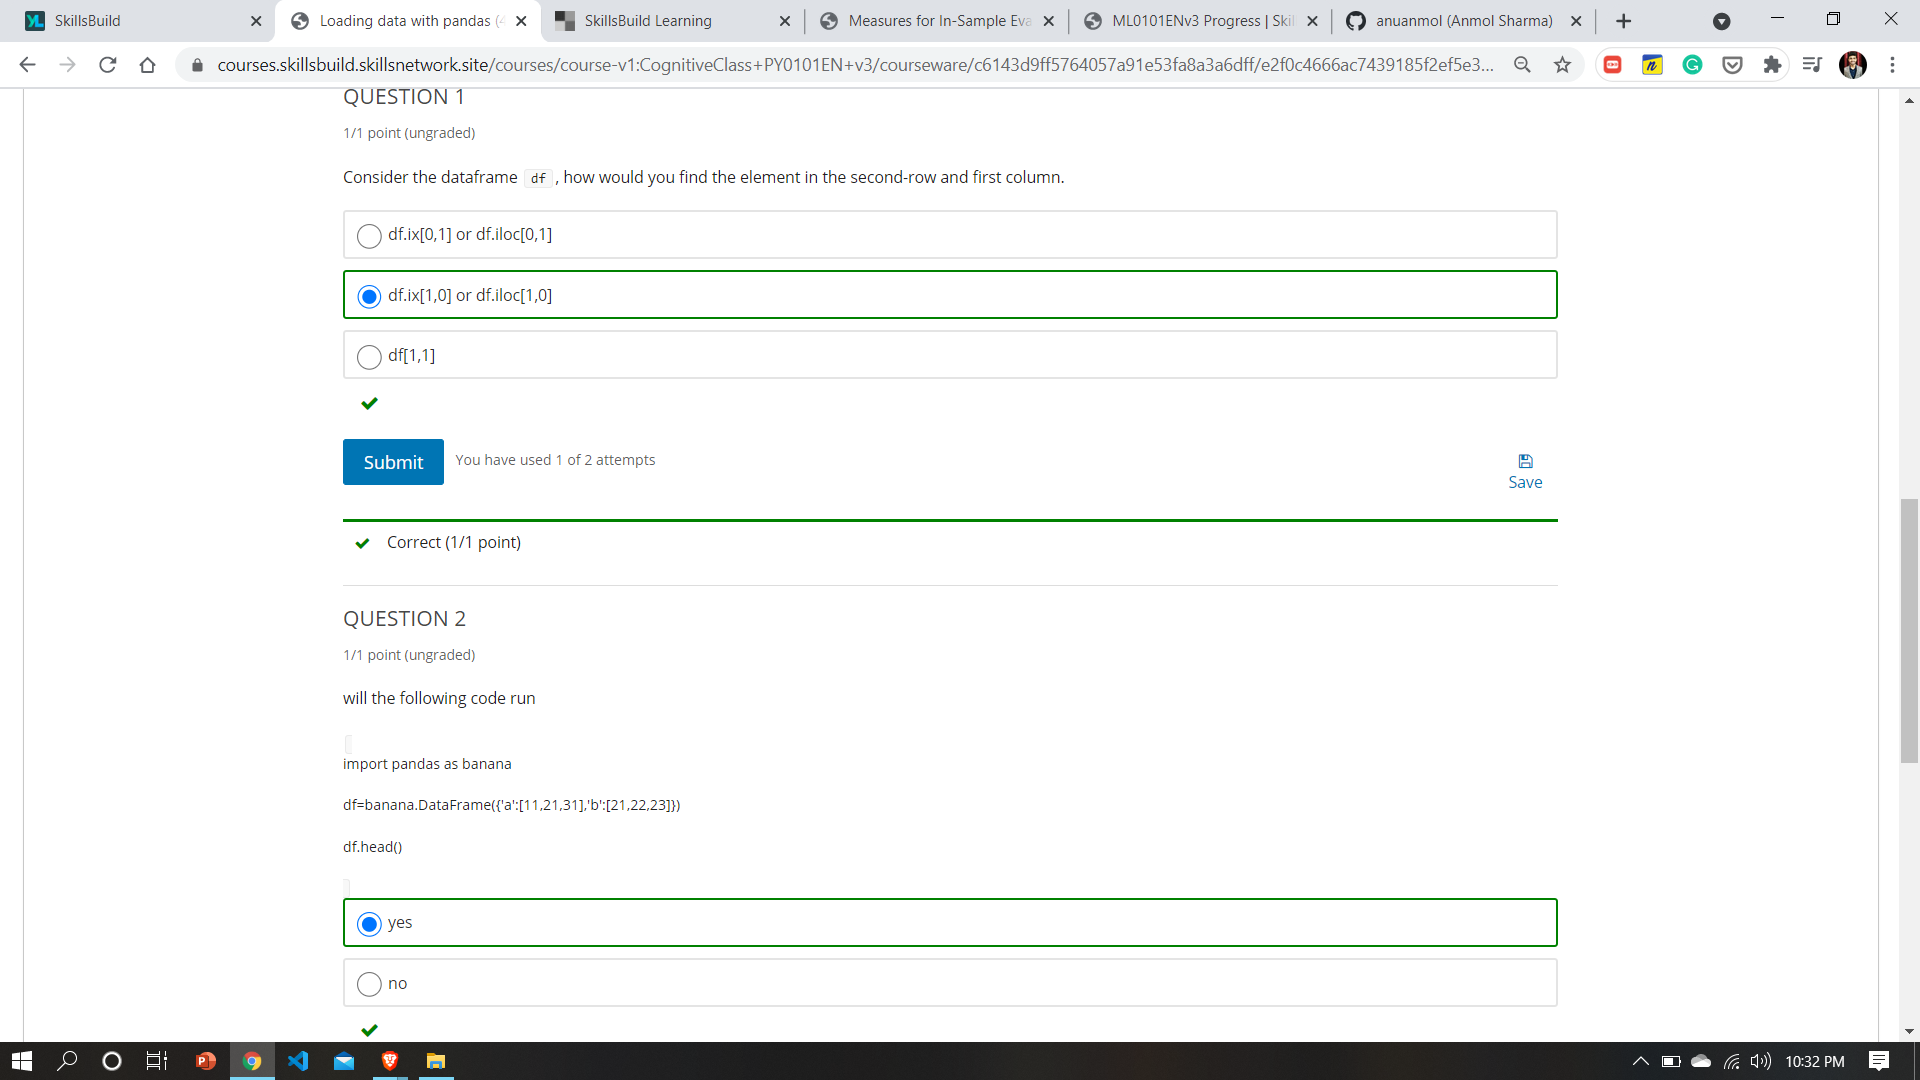 SkillsBuild
Loading data with pandas (4
SkillsBuild Learning
Measures for In-Sample Eva
ML0101ENv3 Progress | Skil
anuanmol (Anmol Sharma)
courses.skillsbuild.skillsnetwork.site/courses/course-v1:CognitiveClass+PY0101EN+v3/courseware/c6143d9ff5764057a91e53fa8a3a6dff/e2f0c4666ac7439185f2ef5e3...
QUESTION 1
1/1 point (ungraded)
Consider the dataframe df , how would you find the element in the second-row and first column.
df.ix[0,1] or df.iloc[0,1]
df.ix[1,0] or df.iloc[1,0]
df[1,1]
Submit
You have used 1 of 2 attempts
Save
Correct (1/1 point)
QUESTION 2
1/1 point (ungraded)
will the following code run
import pandas as banana
df=banana.DataFrame({'a':[11,21,31],'b':[21,22,23]})
df.head()
yes
no
10:32 PM